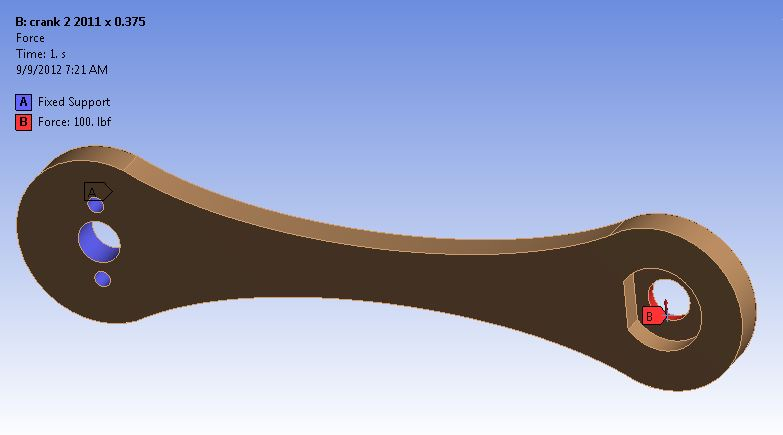 B: crank 2 2011 x 0.375
Force
Time: 1. s
9/9/2012 7:21 AM
A Fixed Support
B Force: 100. lbf
A
B